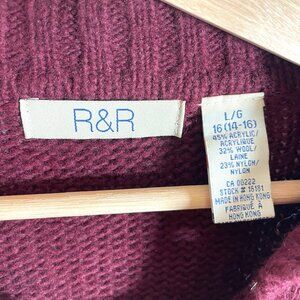 R&R
L/G
16 (14-16)
45% ACRYLIC/
ACRYLIQUE
32% WOOL/
LAINE
23% NYLON/
NYLON
CA 00222
STOCK # 16181
MADE IN HONG KONG
FABRIQUE A
HONG KONG